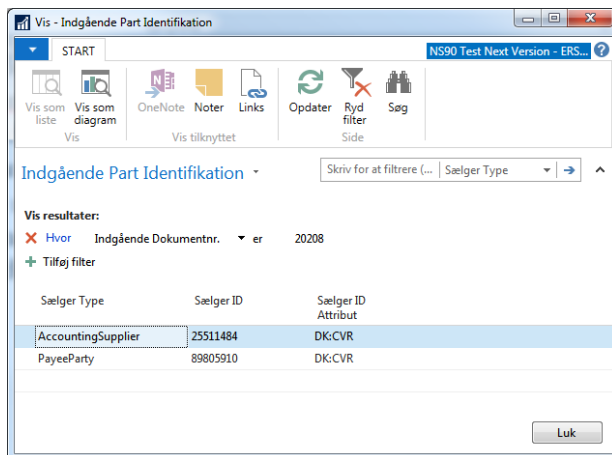 Vis - Indgående Part Identifikation
START
NS90 Test Next Version - ERS...
Vis som liste
Vis som diagram
OneNote
Noter
Links
Opdater
Ryd filter
Søg
Vis
Vis tilknyttet
Side
Indgående Part Identifikation
Skriv for at filtrere (... Sælger Type
Vis resultater:
Hvor Indgående Dokumentnr. er 20208
Tilføj filter
Sælger Type Sælger ID Sælger ID Attribut
AccountingSupplier 25511484 DK:CVR
PayeeParty 89805910 DK:CVR
Luk